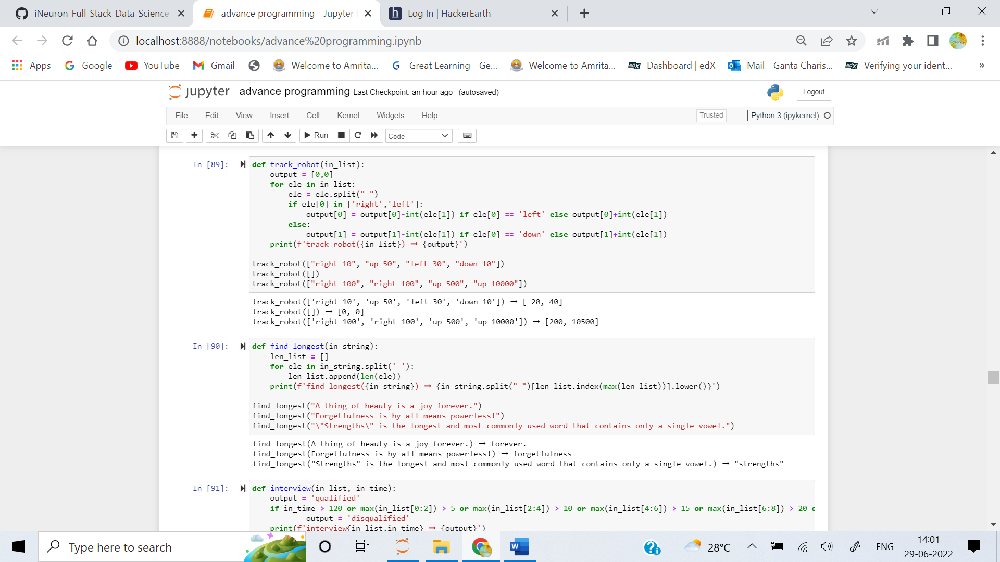 iNeuron-Full-Stack-Data-Science
advance programming - Jupyter
Log In | HackerEarth
localhost:8888/notebooks/advance%20programming.ipynb
Apps
Google
YouTube
Gmail
Welcome to Amrita...
Great Learning - Ge...
Welcome to Amrita...
Dashboard | edX
Mail - Ganta Charis...
Verifying your ident...
»
jupyter advance programming Last Checkpoint: an hour ago (autosaved)
Logout
File Edit View Insert Cell Kernel Widgets Help
Trusted
Python 3 (ipykernel)
Run
Code
In [89]:
def track_robot(in_list):
    output = [0,0]
    for ele in in_list:
        ele = ele.split(" ")
        if ele[0] in ['right','left']:
            output[0] = output[0]-int(ele[1]) if ele[0] == 'left' else output[0]+int(ele[1])
        else:
            output[1] = output[1]-int(ele[1]) if ele[0] == 'down' else output[1]+int(ele[1])
    print(f'track_robot({in_list}) ➞ {output}')
track_robot(["right 10", "up 50", "left 30", "down 10"])
track_robot([])
track_robot(["right 100", "right 100", "up 500", "up 10000"])
track_robot(['right 10', 'up 50', 'left 30', 'down 10']) ➞ [-20, 40]
track_robot([]) ➞ [0, 0]
track_robot(['right 100', 'right 100', 'up 500', 'up 10000']) ➞ [200, 10500]
In [90]:
def find_longest(in_string):
    len_list = []
    for ele in in_string.split(' '):
        len_list.append(len(ele))
    print(f'find_longest({in_string}) ➞ {in_string.split(" ")[len_list.index(max(len_list))].lower()}')
find_longest("A thing of beauty is a joy forever.")
find_longest("Forgetfulness is by all means powerless!")
find_longest("\"Strengths\" is the longest and most commonly used word that contains only a single vowel.")
find_longest(A thing of beauty is a joy forever.) ➞ forever.
find_longest(Forgetfulness is by all means powerless!) ➞ forgetfulness
find_longest("Strengths" is the longest and most commonly used word that contains only a single vowel.) ➞ "strengths"
In [91]:
def interview(in_list, in_time):
    output = 'qualified'
    if in_time > 120 or max(in_list[0:2]) > 5 or max(in_list[2:4]) > 10 or max(in_list[4:6]) > 15 or max(in_list[6:8]) > 20
            output = 'disqualified'
    print(f'interview{in_list,in_time} ➞ {output}')
Type here to search
28°C
ENG
14:01
29-06-2022